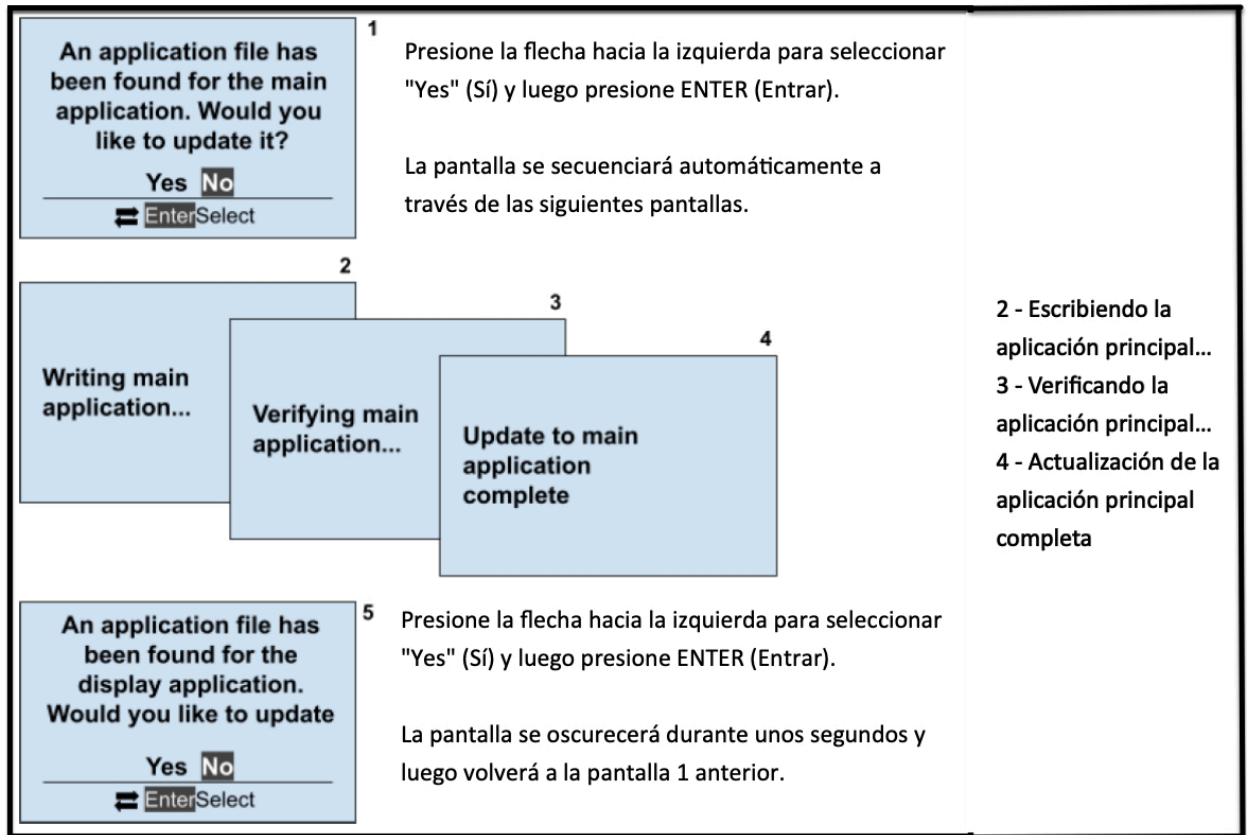 1
An application file has
been found for the main
application. Would you
like to update it?
Yes No
EnterSelect
Presione la flecha hacia la izquierda para seleccionar
"Yes" (Sí) y luego presione ENTER (Entrar).
La pantalla se secuenciará automáticamente a
través de las siguientes pantallas.
2
Writing main
application...
3
Verifying main
application...
4
Update to main
application
complete
2 - Escribiendo la
aplicación principal...
3 - Verificando la
aplicación principal...
4 - Actualización de la
aplicación principal
completa
5
An application file has
been found for the
display application.
Would you like to update
Yes No
EnterSelect
Presione la flecha hacia la izquierda para seleccionar
"Yes" (Sí) y luego presione ENTER (Entrar).
La pantalla se oscurecerá durante unos segundos y
luego volverá a la pantalla 1 anterior.